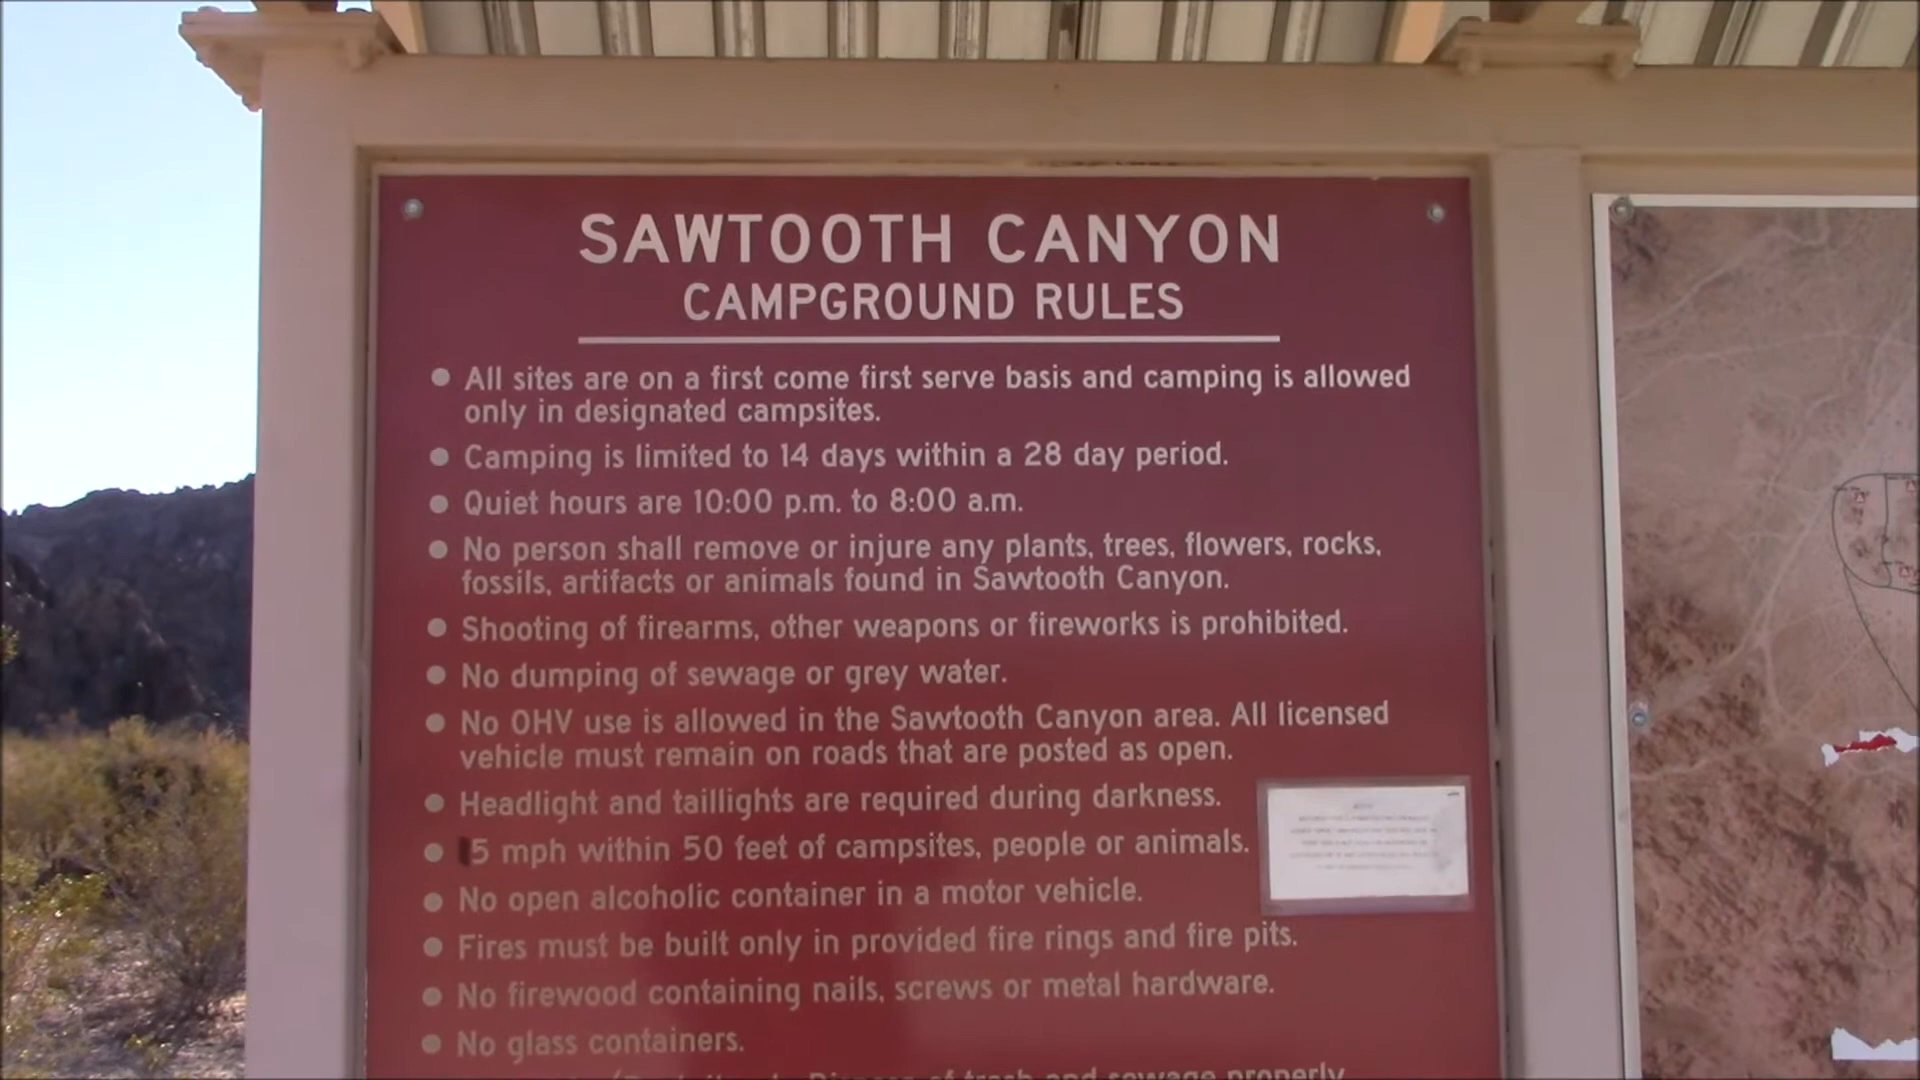 SAWTOOTH CANYON
CAMPGROUND RULES
● All sites are on a first come first serve basis and camping is allowed
only in designated campsites.
● Camping is limited to 14 days within a 28 day period.
● Quiet hours are 10:00 p.m. to 8:00 a.m.
● No person shall remove or injure any plants, trees, flowers, rocks,
fossils, artifacts or animals found in Sawtooth Canyon.
● Shooting of firearms, other weapons or fireworks is prohibited.
● No dumping of sewage or grey water.
● No OHV use is allowed in the Sawtooth Canyon area. All licensed
vehicle must remain on roads that are posted as open.
● Headlight and taillights are required during darkness.
● 5 mph within 50 feet of campsites, people or animals.
● No open alcoholic container in a motor vehicle.
● Fires must be built only in provided fire rings and fire pits.
● No firewood containing nails, screws or metal hardware.
● No glass containers.
Dispose of trash and sewage properly